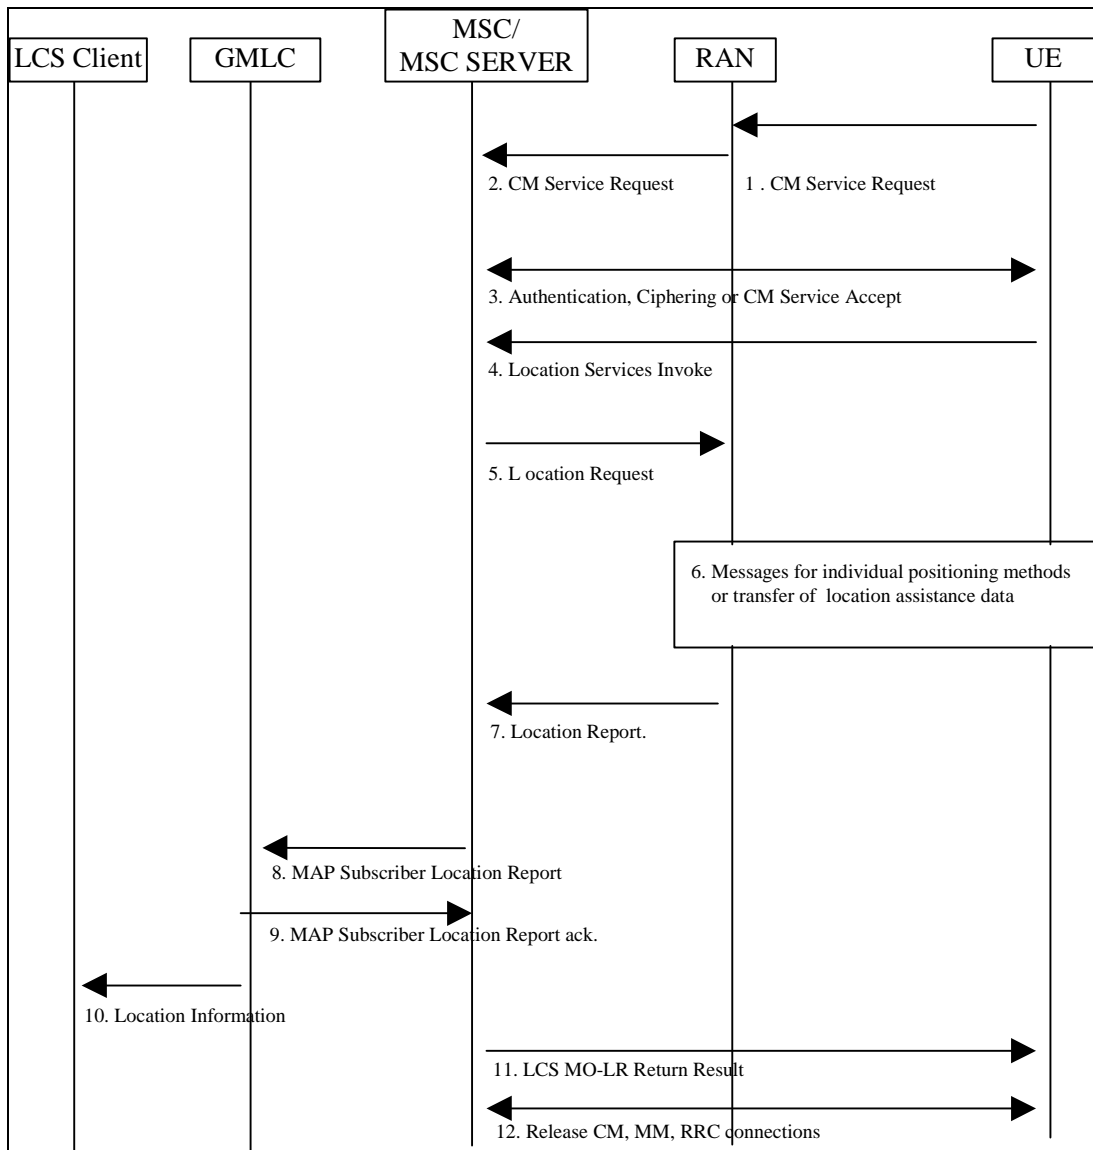 LCS Client
GMLC
MSC/
MSC SERVER
RAN
UE
2. CM Service Request
1 . CM Service Request
3. Authentication, Ciphering or CM Service Accept
4. Location Services Invoke
5. L ocation Request
6. Messages for individual positioning methods
or transfer of location assistance data
7. Location Report.
8. MAP Subscriber Location Report
9. MAP Subscriber Location Report ack.
10. Location Information
11. LCS MO-LR Return Result
12. Release CM, MM, RRC connections